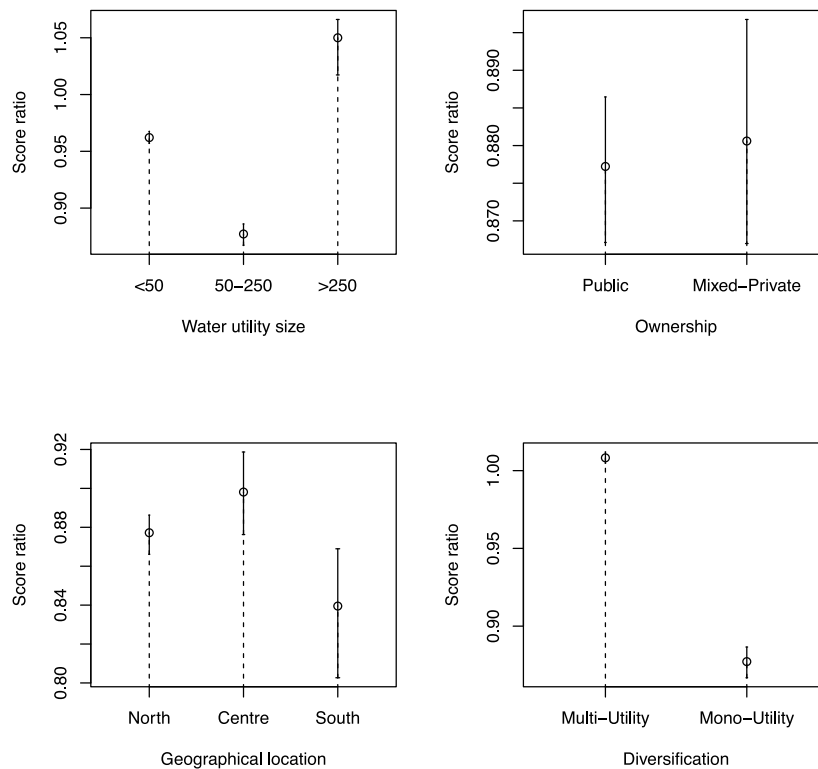 Score ratio
1.05
1.00
0.95
0.90
<50 50−250 >250
Water utility size
Score ratio
0.890
0.880
0.870
Public Mixed−Private
Ownership
Score ratio
0.92
0.88
0.84
0.80
North Centre South
Geographical location
Score ratio
1.00
0.95
0.90
Multi−Utility Mono−Utility
Diversification